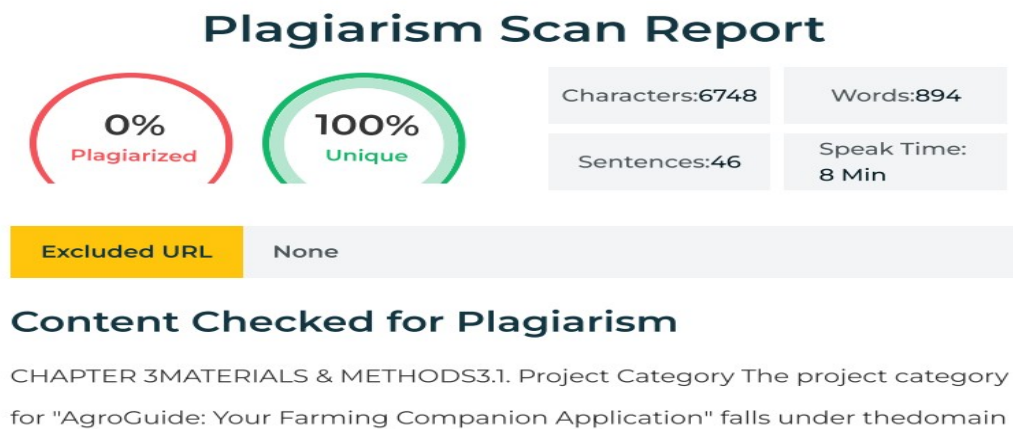 Plagiarism Scan Report
0%
Plagiarized
100%
Unique
Characters:6748
Words:894
Sentences:46
Speak Time:
8 Min
Excluded URL
None
Content Checked for Plagiarism
CHAPTER 3MATERIALS & METHODS3.1. Project Category The project category
for "AgroGuide: Your Farming Companion Application" falls under thedomain